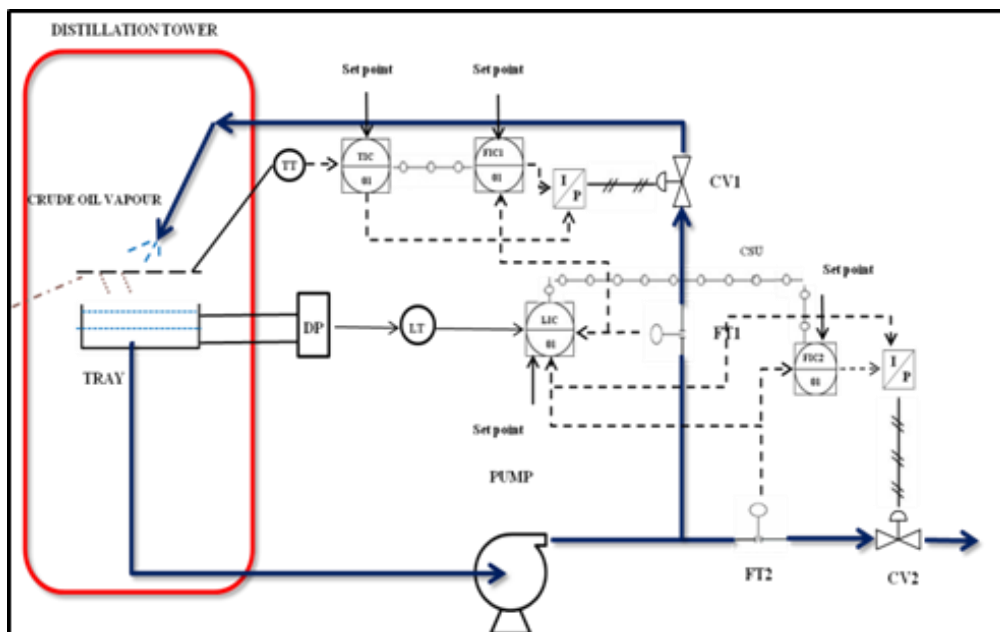 DISTILLATION TOWER
Set point
Set point
TT
TIC
01
FIC1
01
I
P
CV1
CRUDE OIL VAPOUR
CSU
Set point
DP
LT
LIC
01
FT1
FIC2
01
I
P
TRAY
Set point
PUMP
FT2
CV2